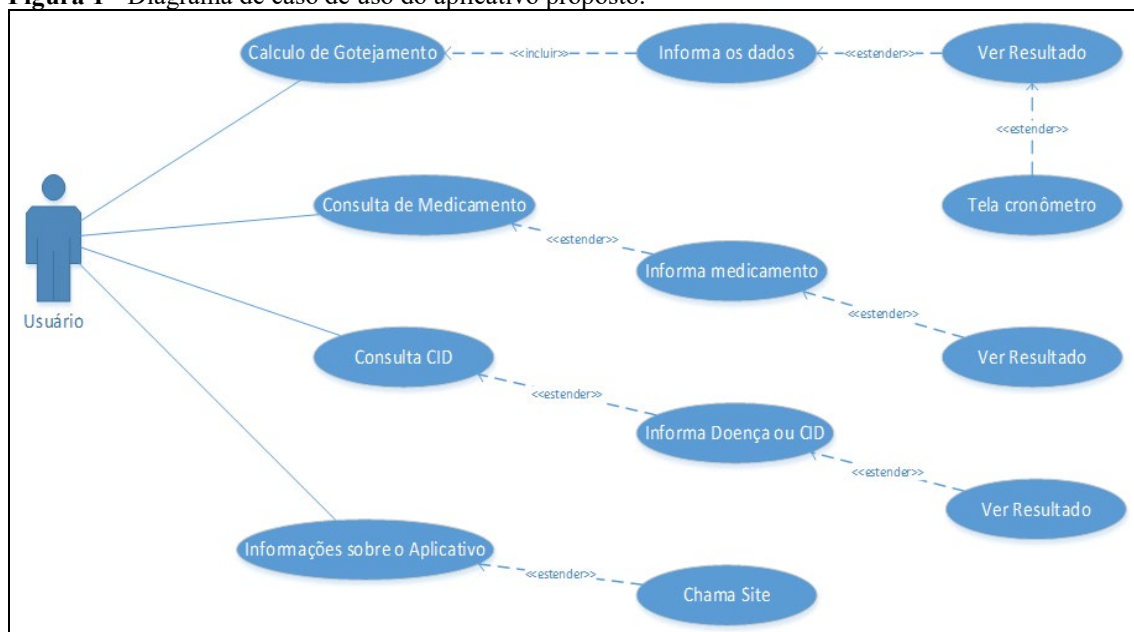 Figura 1 - Diagrama de caso de uso do aplicativo proposto.
Calculo de Gotejamento
<<incluir>>
Informa os dados
<<estender>>
Ver Resultado
<<estender>>
Consulta de Medicamento
Tela cronômetro
<<estender>>
Informa medicamento
<<estender>>
Usuário
Consulta CID
Ver Resultado
<<estender>>
Informa Doença ou CID
<<estender>>
Ver Resultado
Informações sobre o Aplicativo
<<estender>>
Chama Site